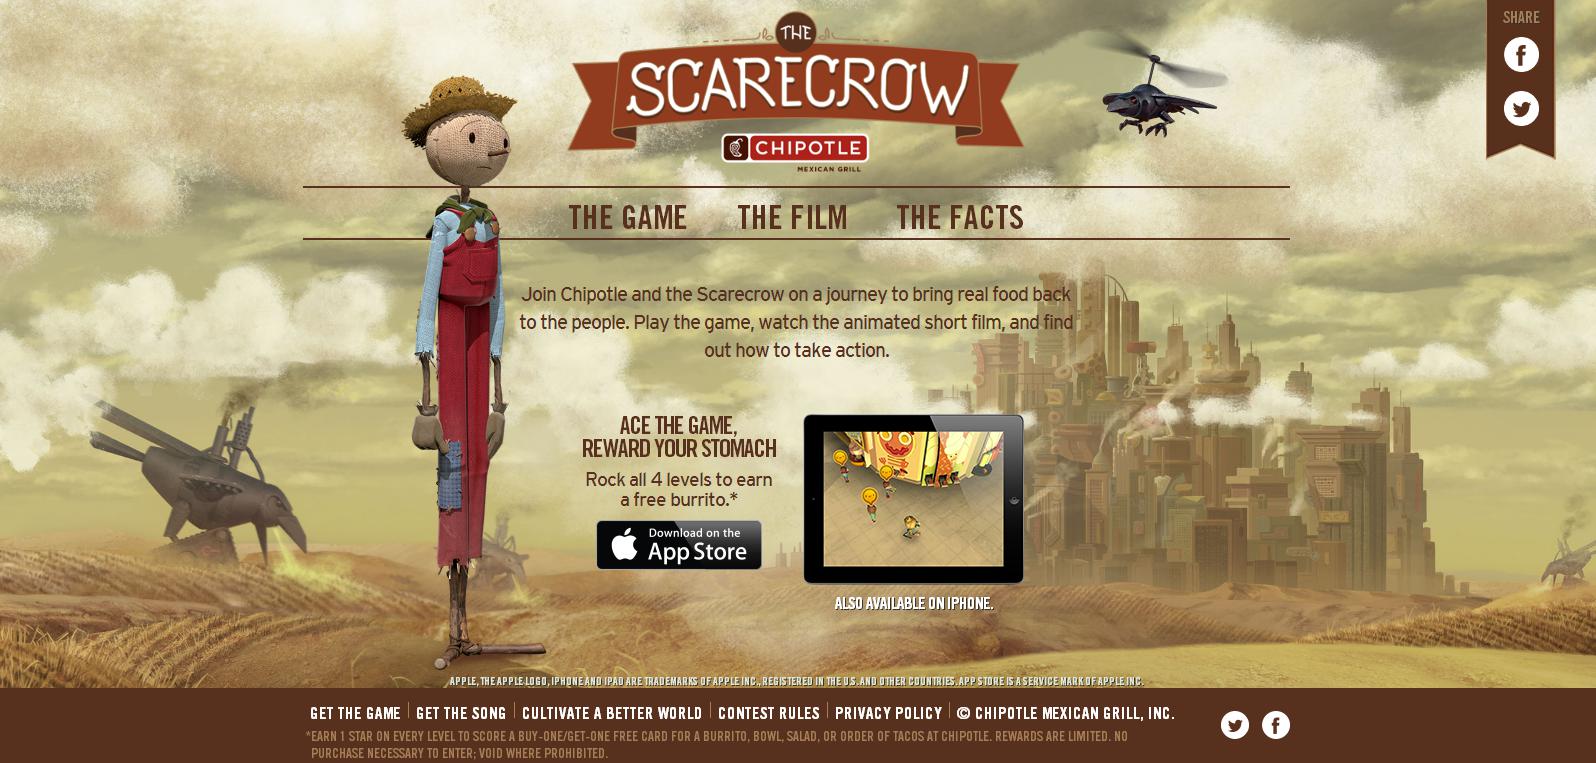 THE
SCARECROW
CHIPOTLE
MEXICAN GRILL
SHARE
THE GAME THE FILM THE FACTS
Join Chipotle and the Scarecrow on a journey to bring real food back
to the people. Play the game, watch the animated short film, and find
out how to take action.
ACE THE GAME,
REWARD YOUR STOMACH
Rock all 4 levels to earn
a free burrito.*
Download on the
App Store
ALSO AVAILABLE ON IPHONE.
APPLE, THE APPLE LOGO, IPHONE AND IPAD ARE TRADEMARKS OF APPLE INC., REGISTERED IN THE U.S. AND OTHER COUNTRIES. APP STORE IS A SERVICE MARK OF APPLE INC.
GET THE GAME | GET THE SONG | CULTIVATE A BETTER WORLD | CONTEST RULES | PRIVACY POLICY | © CHIPOTLE MEXICAN GRILL, INC.
*EARN 1 STAR ON EVERY LEVEL TO SCORE A BUY-ONE/GET-ONE FREE CARD FOR A BURRITO, BOWL, SALAD, OR ORDER OF TACOS AT CHIPOTLE. REWARDS ARE LIMITED. NO
PURCHASE NECESSARY TO ENTER; VOID WHERE PROHIBITED.